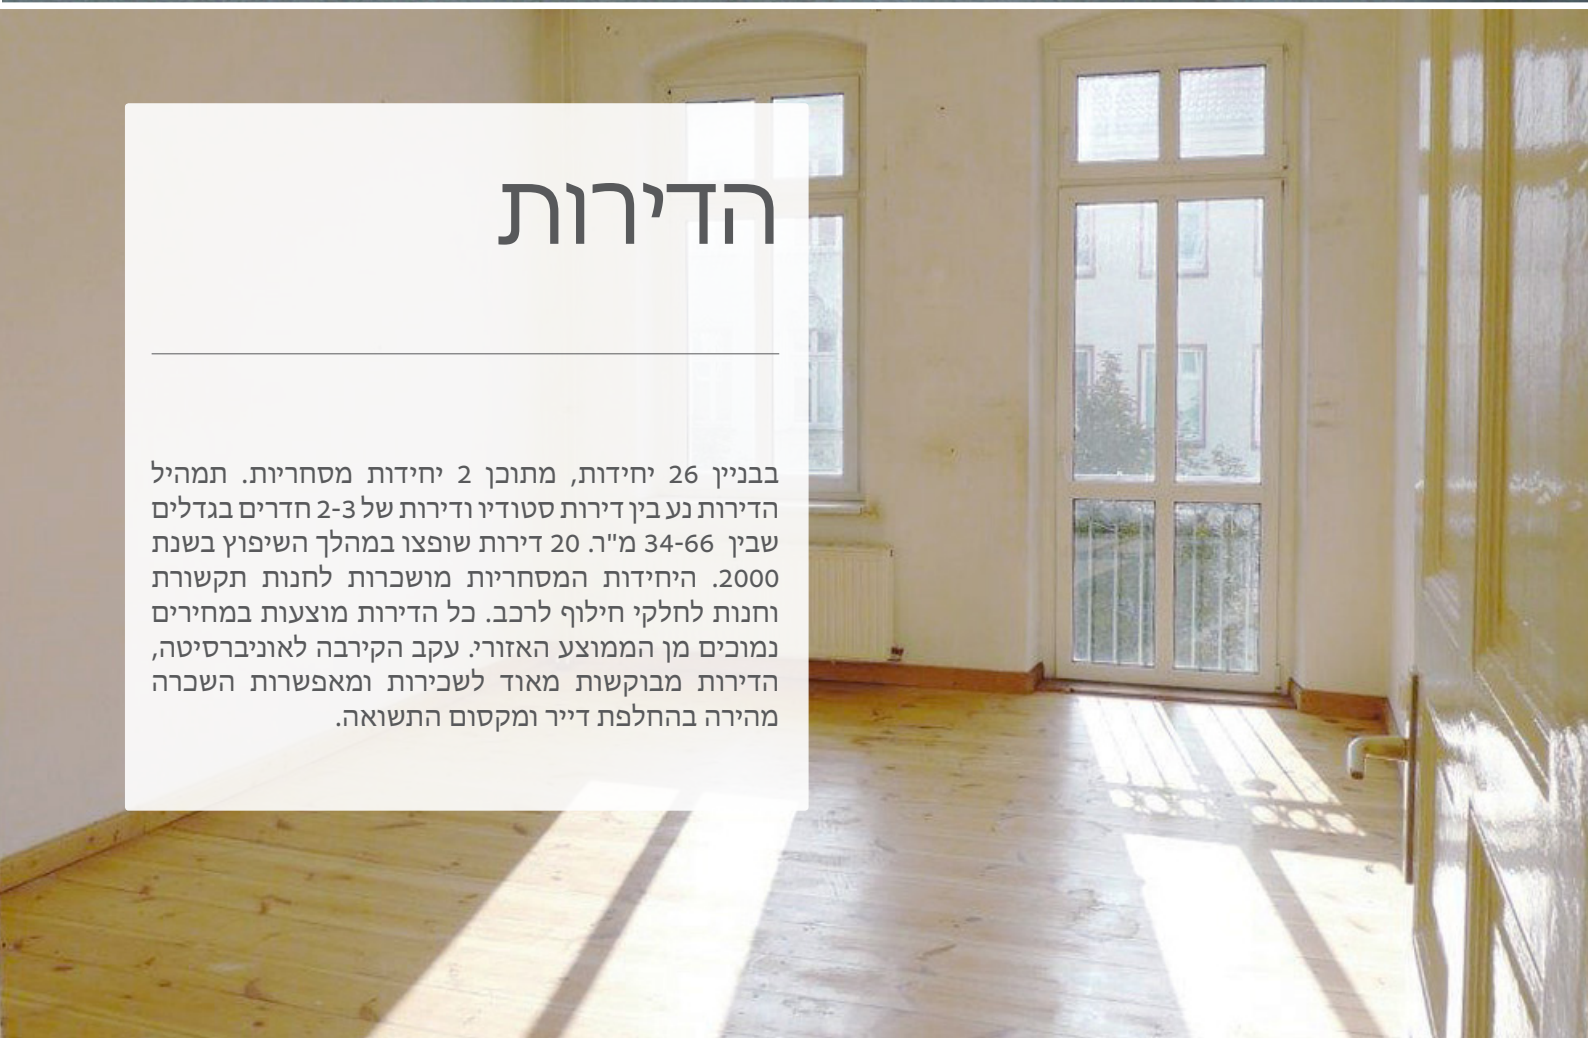 הדירות
בבניין 26 יחידות, מתוכן 2 יחידות מסחריות. תמהיל
הדירות נע בין דירות סטודיו ודירות של 2-3 חדרים בגדלים
שבין 34-66 מ"ר. 20 דירות שופצו במהלך השיפוץ בשנת
2000. היחידות המסחריות מושכרות לחנות תקשורת
וחנות לחלקי חילוף לרכב. כל הדירות מוצעות במחירים
נמוכים מן הממוצע האזורי. עקב הקירבה לאוניברסיטה,
הדירות מבוקשות מאוד לשכירות ומאפשרות השכרה
מהירה בהחלפת דייר ומקסום התשואה.